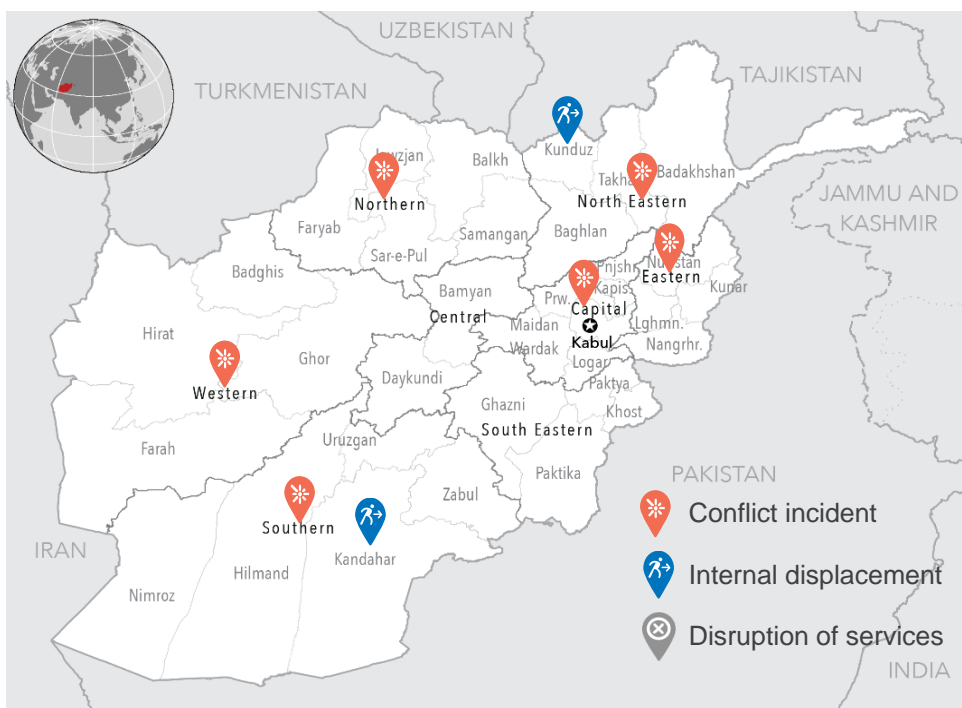 UZBEKISTAN
TAJIKISTAN
TURKMENISTAN
Kunduz
Jawzjan
Balkh
Takhar
Badakhshan
JAMMU AND
KASHMIR
Northern
North Eastern
Faryab
Samangan
Baghlan
Sar-e-Pul
Badghis
Pnjshr.
Nuristan
Eastern
Kunar
Bamyan
Prw.
Kapis.
Capital
Central
Hirat
Maidan
Wardak
Lghmn.
Kabul
Nangrhr.
Ghor
Logar
Daykundi
Paktya
Western
Ghazni
Khost
South Eastern
Uruzgan
Farah
Paktika
PAKISTAN
Zabul
Conflict incident
Southern
IRAN
Kandahar
Hilmand
Internal displacement
Nimroz
Disruption of services
INDIA